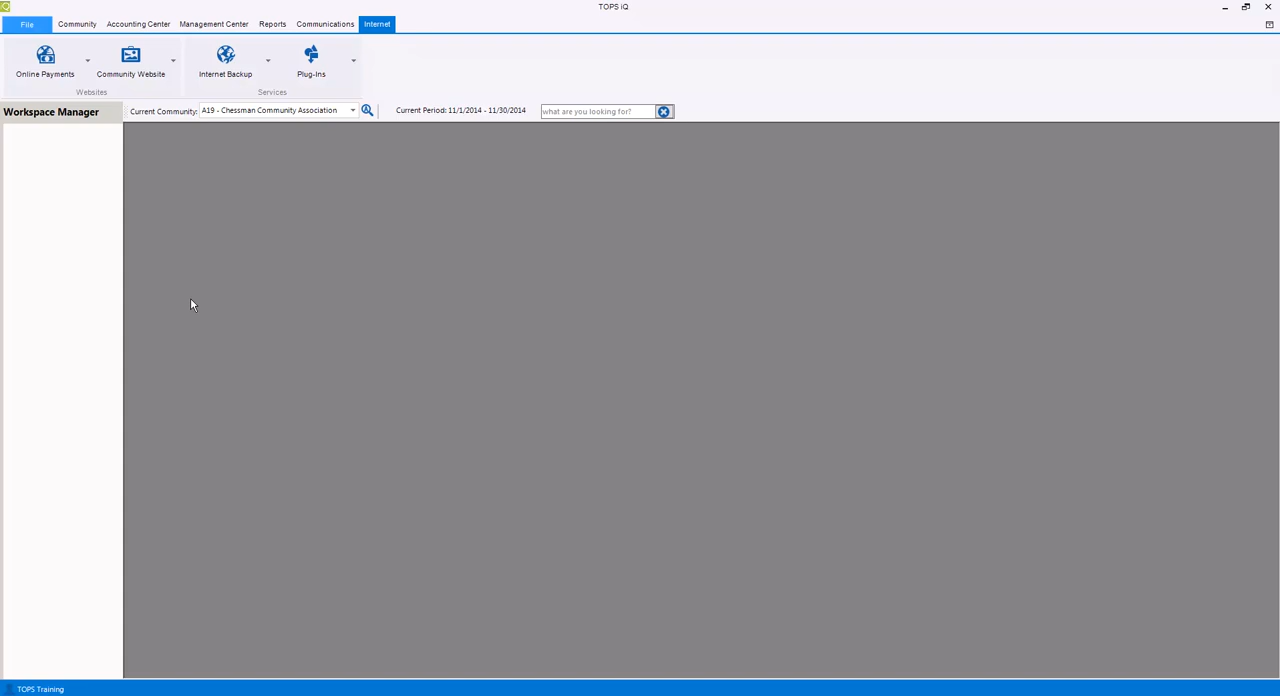 TOPS iQ
File Community Accounting Center Management Center Reports Communications Internet
Online Payments Community Website Internet Backup Plug-Ins
Websites Services
Workspace Manager Current Community: A19 - Chessman Community Association Current Period: 11/1/2014 - 11/30/2014 what are you looking for?
TOPS Training